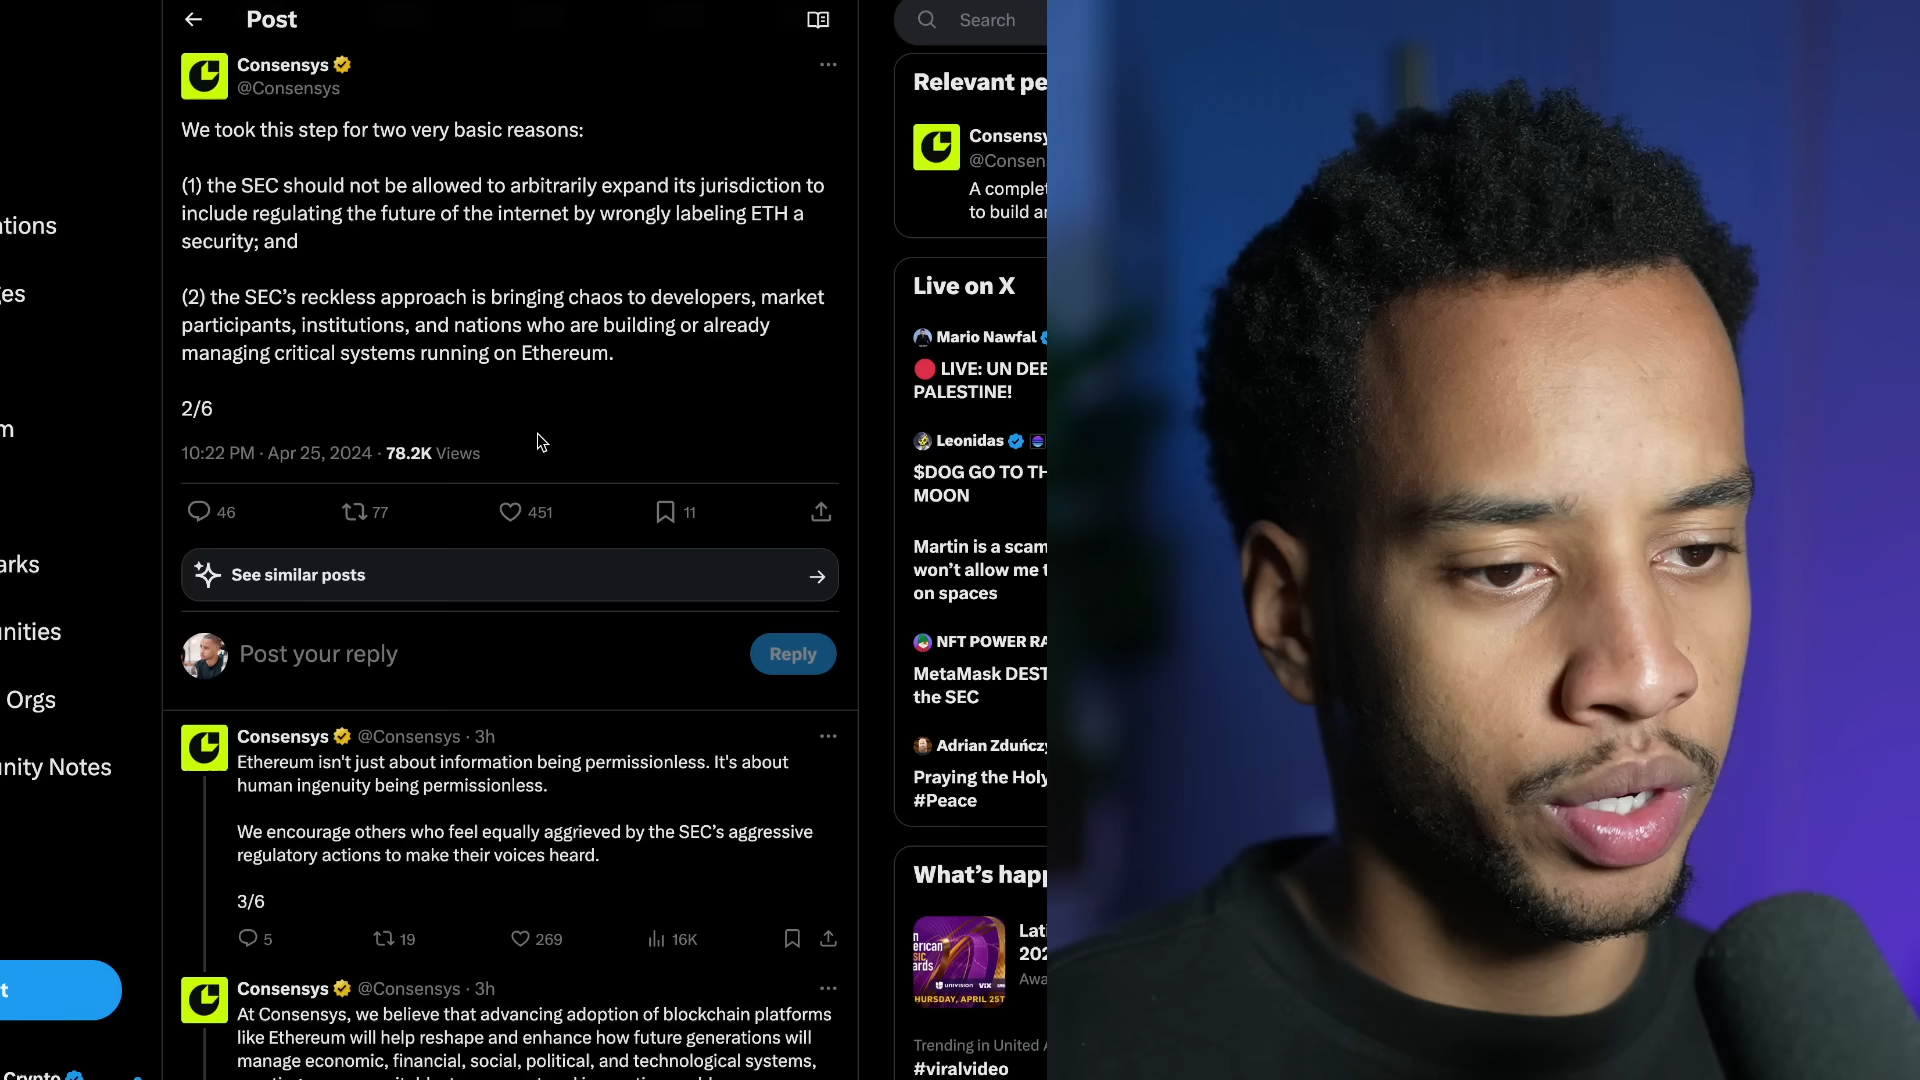 Post
Search
Consensys
@Consensys
We took this step for two very basic reasons:
(1) the SEC should not be allowed to arbitrarily expand its jurisdiction to
include regulating the future of the internet by wrongly labeling ETH a
security; and
(2) the SEC’s reckless approach is bringing chaos to developers, market
participants, institutions, and nations who are building or already
managing critical systems running on Ethereum.
2/6
10:22 PM · Apr 25, 2024 · 78.2K Views
46 77 451 11
See similar posts
Post your reply
Reply
Consensys @Consensys · 3h
Ethereum isn't just about information being permissionless. It's about
human ingenuity being permissionless.
We encourage others who feel equally aggrieved by the SEC’s aggressive
regulatory actions to make their voices heard.
3/6
5 19 269 16K
Consensys @Consensys · 3h
At Consensys, we believe that advancing adoption of blockchain platforms
like Ethereum will help reshape and enhance how future generations will
manage economic, financial, social, political, and technological systems,
ations
ges
m
arks
nities
Orgs
nity Notes
t
Crypto
Relevant pe
Consensy
@Consen
A complet
to build ar
Live on X
Mario Nawfal
LIVE: UN DEE
PALESTINE!
Leonidas
$DOG GO TO TH
MOON
Martin is a scam
won’t allow me t
on spaces
NFT POWER RA
MetaMask DEST
the SEC
Adrian Zduńczy
Praying the Holy
#Peace
What’s happ
Lati
202
Awa
univision VIX
HURSDAY, APRIL 25T
Trending in United A
#viralvideo